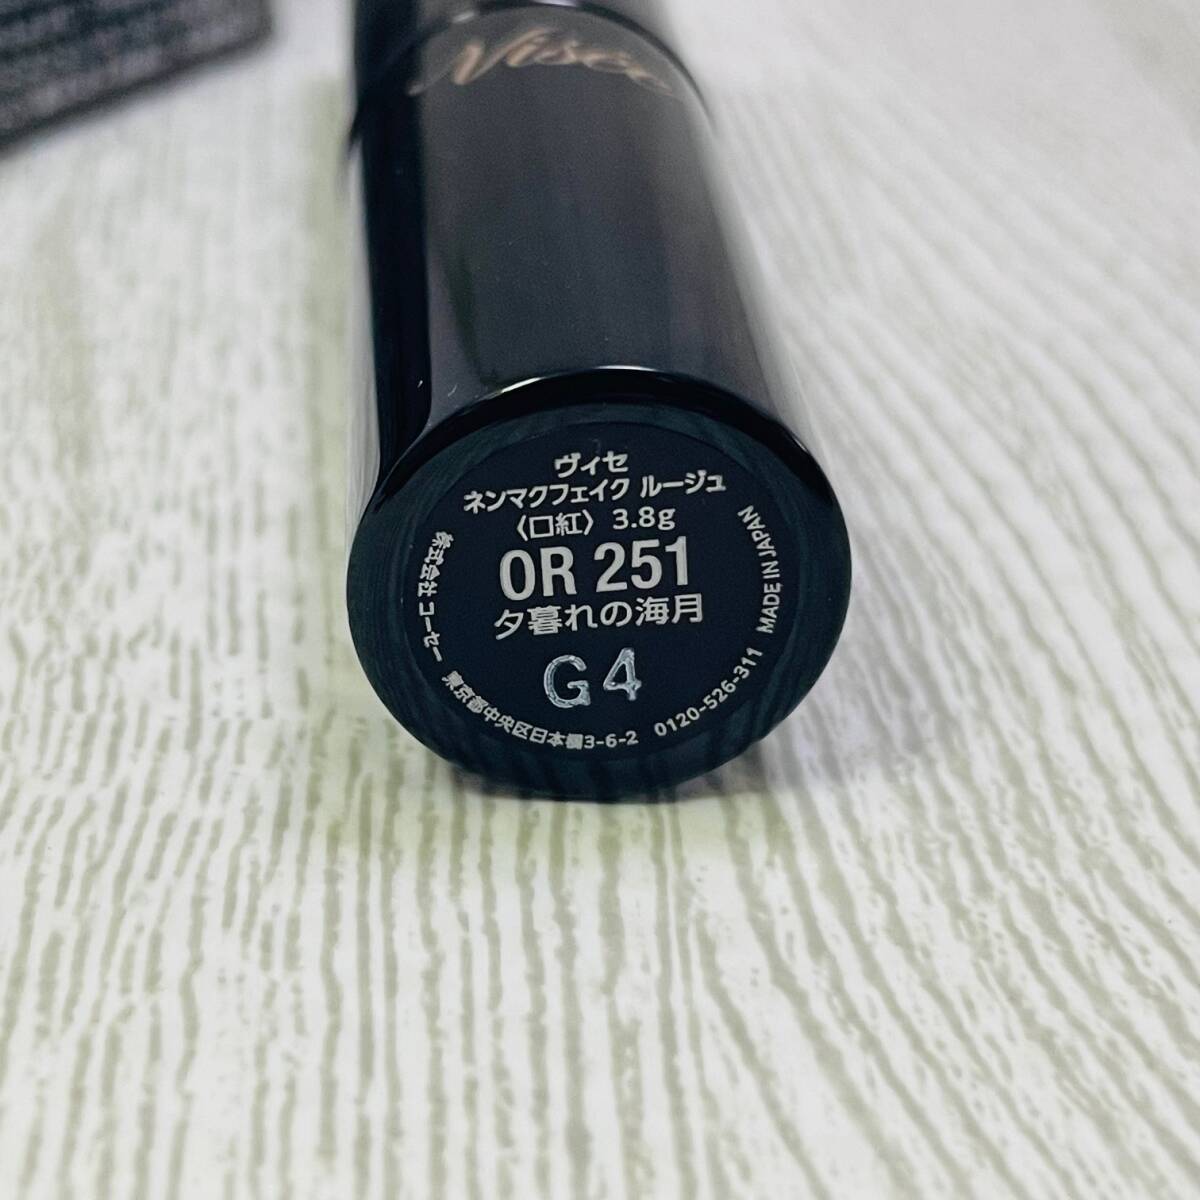 Visée
ヴィセ
ネンマクフェイク ルージュ
〈口紅〉 3.8g
OR 251
夕暮れの海月
G4
株式会社 コーセー 東京都中央区日本橋3-6-2 0120-526-311 MADE IN JAPAN